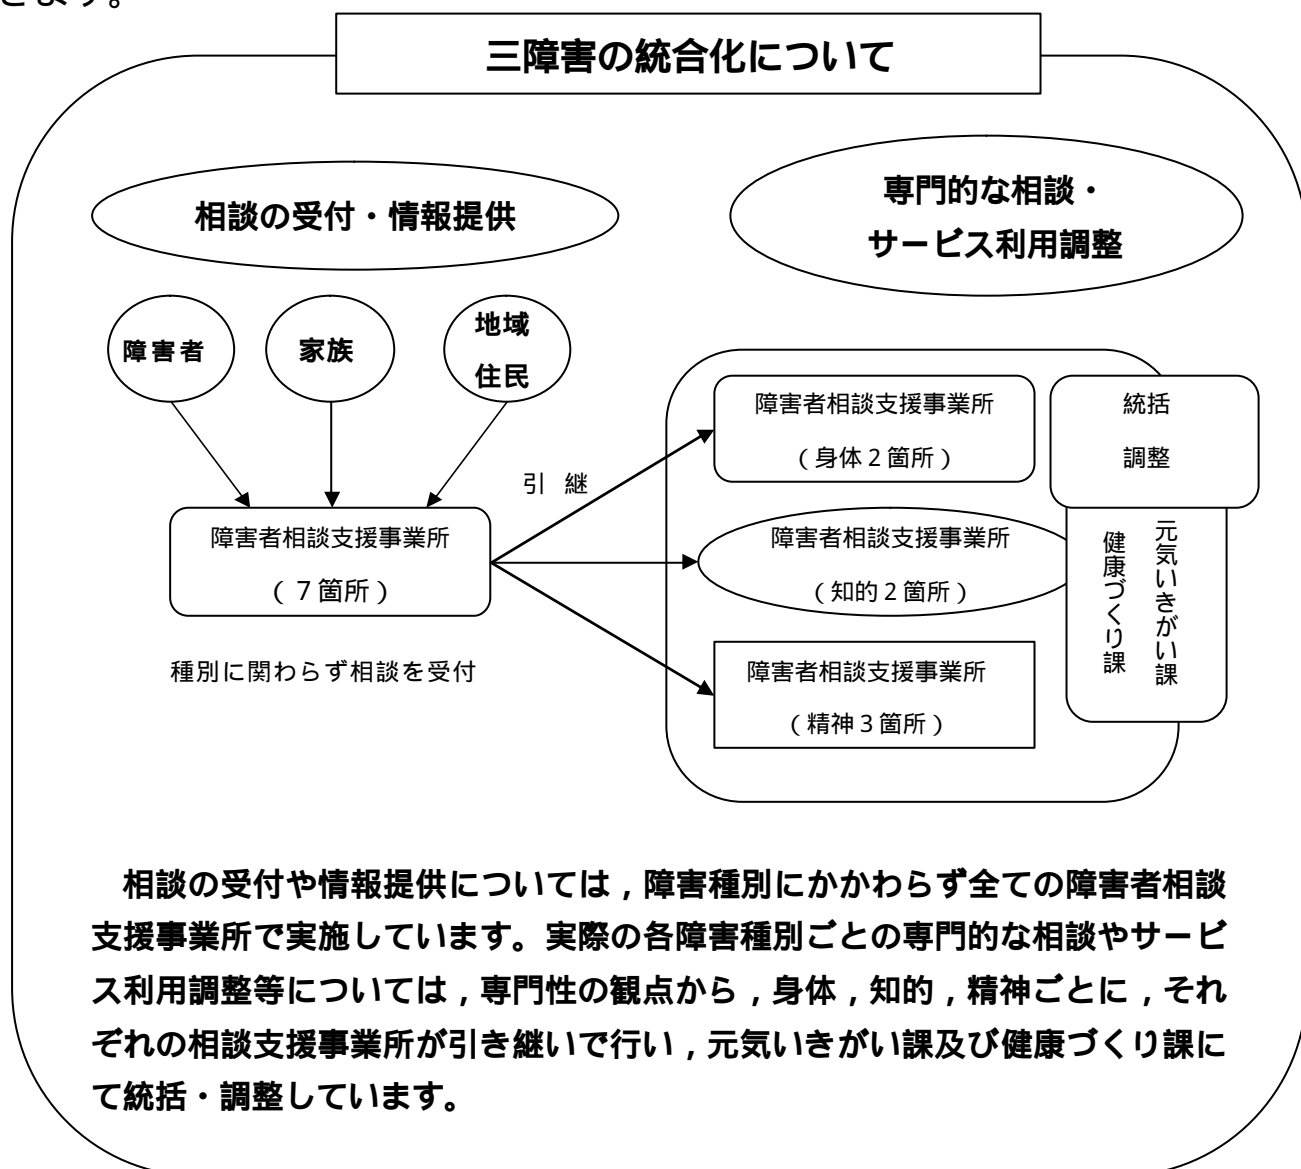 きます。
三障害の統合化について
相談の受付・情報提供
専門的な相談・
サービス利用調整
障害者
家族
地域
住民
引 継
障害者相談支援事業所
（７箇所）
種別に関わらず相談を受付
障害者相談支援事業所
（身体２箇所）
障害者相談支援事業所
（知的２箇所）
障害者相談支援事業所
（精神３箇所）
統括
調整
元気いきがい課
健康づくり課
相談の受付や情報提供については，障害種別にかかわらず全ての障害者相談
支援事業所で実施しています。実際の各障害種別ごとの専門的な相談やサービ
ス利用調整等については，専門性の観点から，身体，知的，精神ごとに，それ
ぞれの相談支援事業所が引き継いで行い，元気いきがい課及び健康づくり課に
て統括・調整しています。